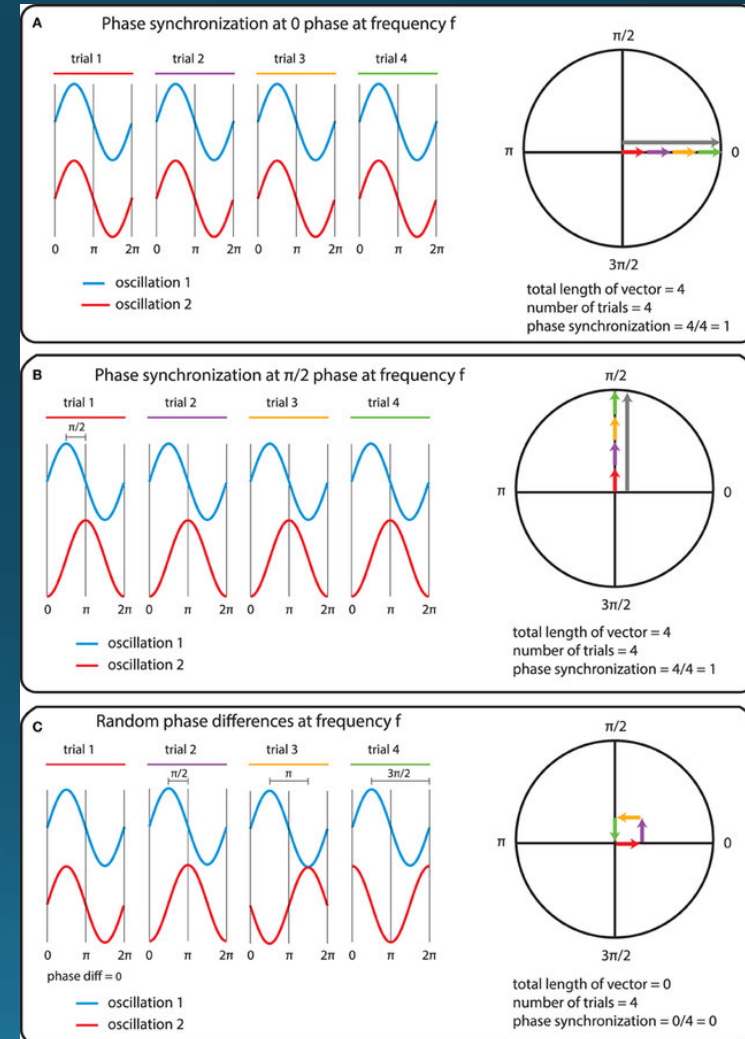 A Phase synchronization at 0 phase at frequency f
trial 1 trial 2 trial 3 trial 4
0 π 2π 0 π 2π 0 π 2π 0 π 2π
oscillation 1
oscillation 2
π/2
π 0
3π/2
total length of vector = 4
number of trials = 4
phase synchronization = 4/4 = 1
B Phase synchronization at π/2 phase at frequency f
trial 1 trial 2 trial 3 trial 4
π/2
0 π 2π 0 π 2π 0 π 2π 0 π 2π
oscillation 1
oscillation 2
π/2
π 0
3π/2
total length of vector = 4
number of trials = 4
phase synchronization = 4/4 = 1
C Random phase differences at frequency f
trial 1 trial 2 trial 3 trial 4
π/2 π 3π/2
0 π 2π 0 π 2π 0 π 2π 0 π 2π
phase diff = 0
oscillation 1
oscillation 2
π/2
π 0
3π/2
total length of vector = 0
number of trials = 4
phase synchronization = 0/4 = 0